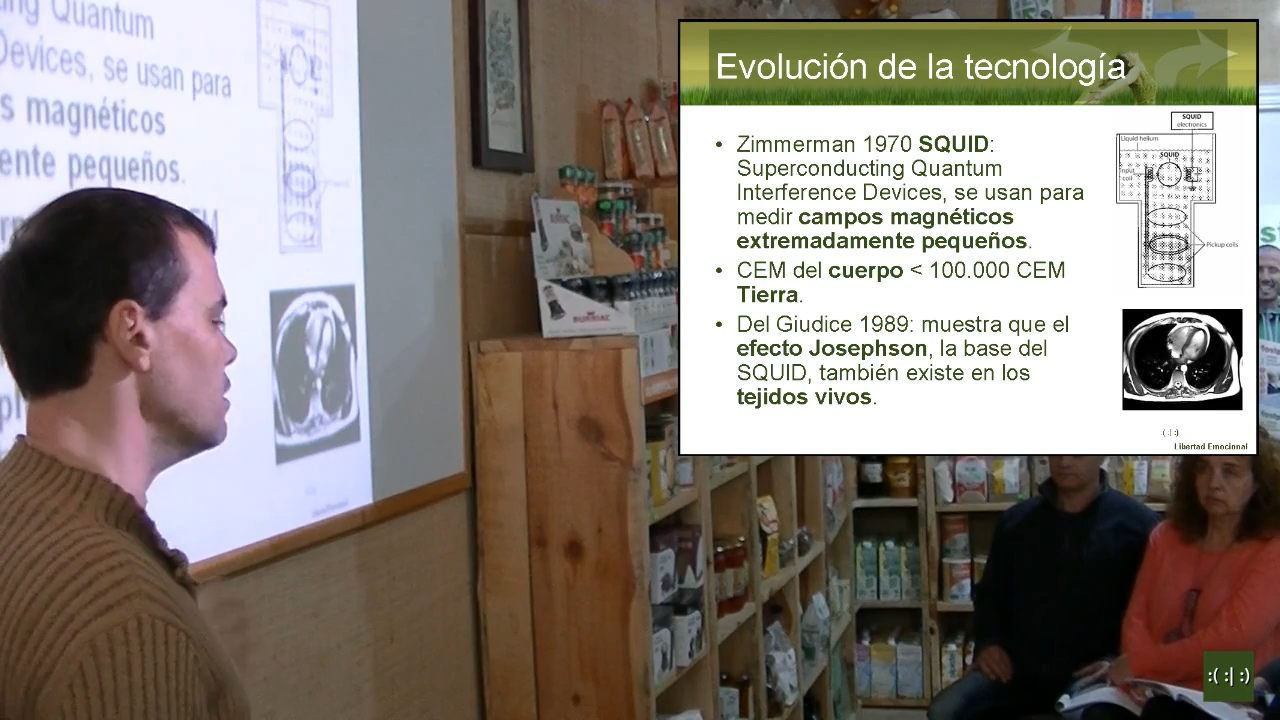 ng Quantum
Devices, se usan para
s magnéticos
ente pequeños.
Evolución de la tecnología
• Zimmerman 1970 SQUID:
Superconducting Quantum
Interference Devices, se usan para
medir campos magnéticos
extremadamente pequeños.
• CEM del cuerpo < 100.000 CEM
Tierra.
• Del Giudice 1989: muestra que el
efecto Josephson, la base del
SQUID, también existe en los
tejidos vivos.
SQUID
electronics
Liquid helium
SQUID
Input
coil
Pickup coils
:( :| :)
Libertad Emocional
:( :| :)